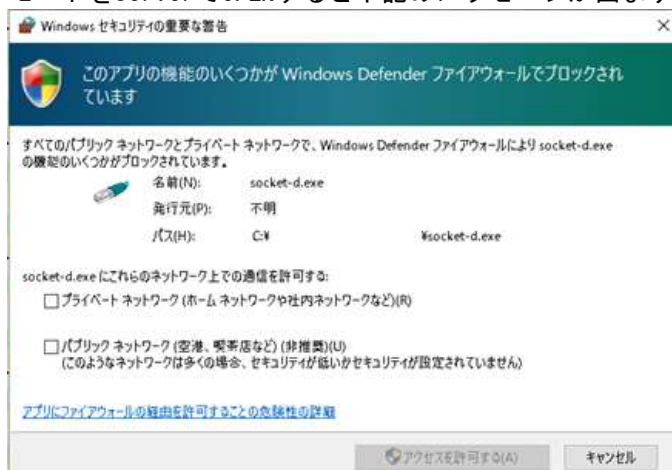 Windows セキュリティの重要な警告
このアプリの機能のいくつかが Windows Defender ファイアウォールでブロックされ
ています
すべてのパブリック ネットワークとプライベート ネットワークで、Windows Defender ファイアウォールにより socket-d.exe
の機能のいくつかがブロックされています。
名前(N): socket-d.exe
発行元(P): 不明
パス(H): C:¥ ¥socket-d.exe
socket-d.exe にこれらのネットワーク上での通信を許可する:
プライベート ネットワーク (ホーム ネットワークや社内ネットワークなど)(R)
パブリック ネットワーク (空港、喫茶店など) (非推奨)(U)
(このようなネットワークは多くの場合、セキュリティが低いかセキュリティが設定されていません)
アプリにファイアウォールの経由を許可することの危険性の詳細
アクセスを許可する(A) キャンセル